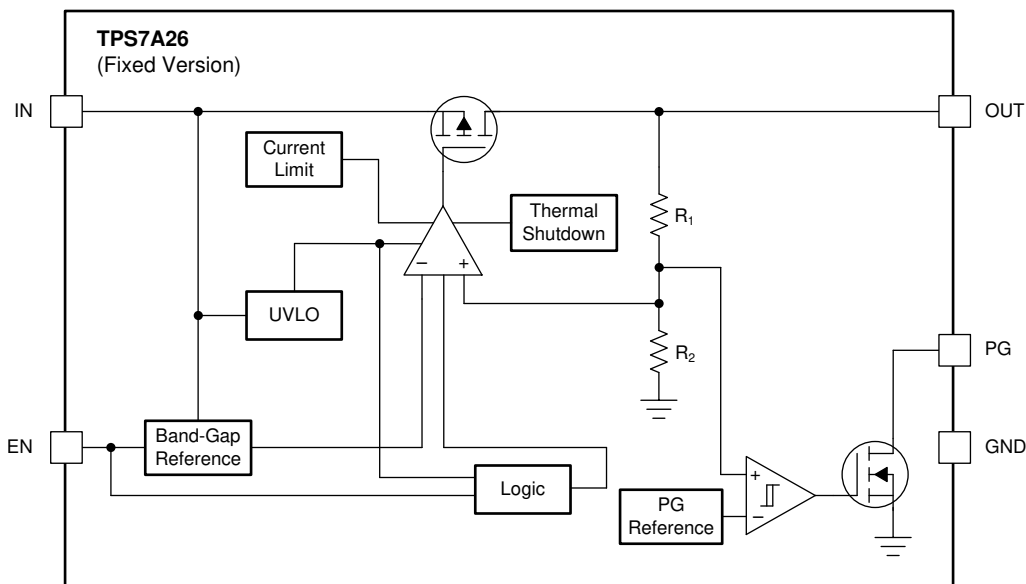 TPS7A26
(Fixed Version)
IN
OUT
Current
Limit
Thermal
Shutdown
R1
− +
UVLO
R2
PG
EN
Band-Gap
Reference
GND
Logic
+
PG
Reference
−